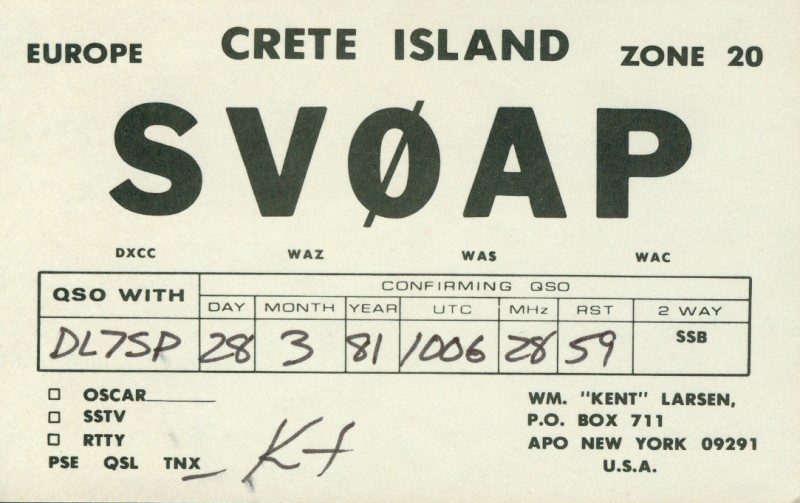 EUROPE CRETE ISLAND ZONE 20
SVØAP
DXCC WAZ WAS WAC
QSO WITH CONFIRMING QSO
DAY MONTH YEAR UTC MHz RST 2 WAY
DL7SP 28 3 81 1006 28 59 SSB
OSCAR
SSTV
RTTY
PSE QSL TNX
WM. "KENT" LARSEN,
P.O. BOX 711
APO NEW YORK 09291
U.S.A.